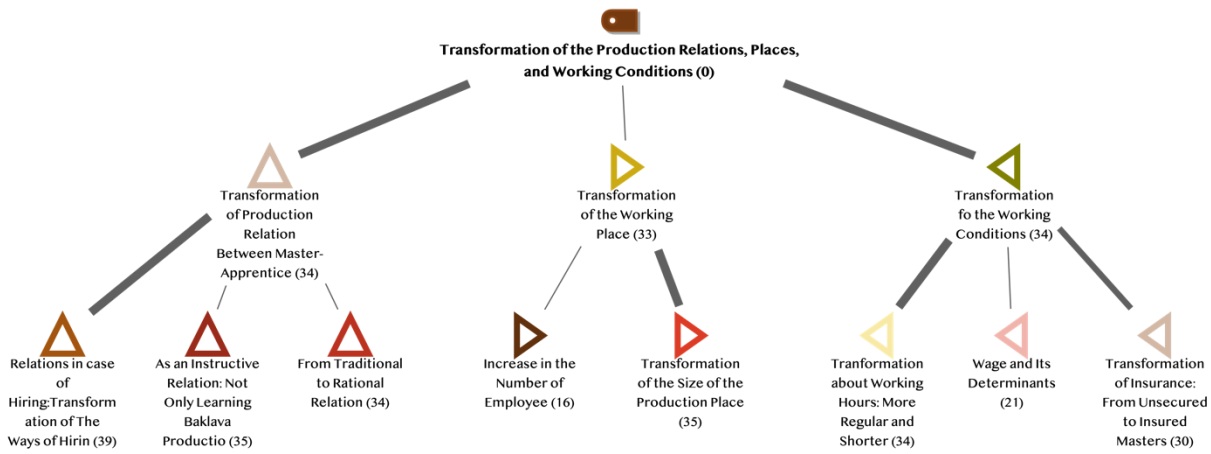 Transformation of the Production Relations, Places,
and Working Conditions (0)
Transformation
of Production
Relation
Between Master-
Apprentice (34)
Transformation
of the Working
Place (33)
Transformation
fo the Working
Conditions (34)
Relations in case
of
Hiring:Transform
ation of The
Ways of Hirin (39)
As an Instructive
Relation: Not
Only Learning
Baklava
Productio (35)
From Traditional
to Rational
Relation (34)
Increase in the
Number of
Employee (16)
Transformation
of the Size of the
Production Place
(35)
Tranformation
about Working
Hours: More
Regular and
Shorter (34)
Wage and Its
Determinants
(21)
Transformation
of Insurance:
From Unsecured
to Insured
Masters (30)